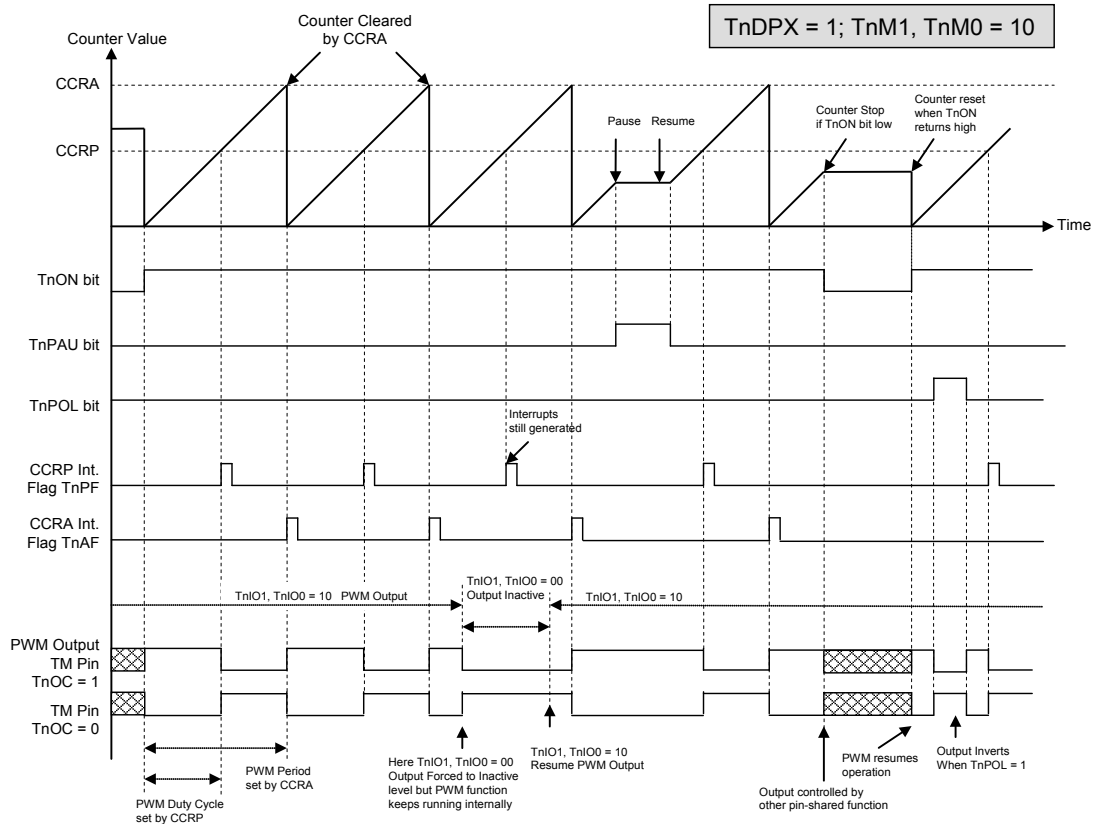 TnDPX = 1; TnM1, TnM0 = 10
Counter Value
Counter Cleared
by CCRA
CCRA
CCRP
Pause
Resume
Counter Stop
if TnON bit low
Counter reset
when TnON
returns high
Time
TnON bit
TnPAU bit
TnPOL bit
Interrupts
still generated
CCRP Int.
Flag TnPF
CCRA Int.
Flag TnAF
TnIO1, TnIO0 = 10 PWM Output
TnIO1, TnIO0 = 00
Output Inactive
TnIO1, TnIO0 = 10
PWM Output
TM Pin
TnOC = 1
TM Pin
TnOC = 0
PWM Duty Cycle
set by CCRP
PWM Period
set by CCRA
Here TnIO1, TnIO0 = 00
Output Forced to Inactive
level but PWM function
keeps running internally
TnIO1, TnIO0 = 10
Resume PWM Output
Output controlled by
other pin-shared function
PWM resumes
operation
Output Inverts
When TnPOL = 1